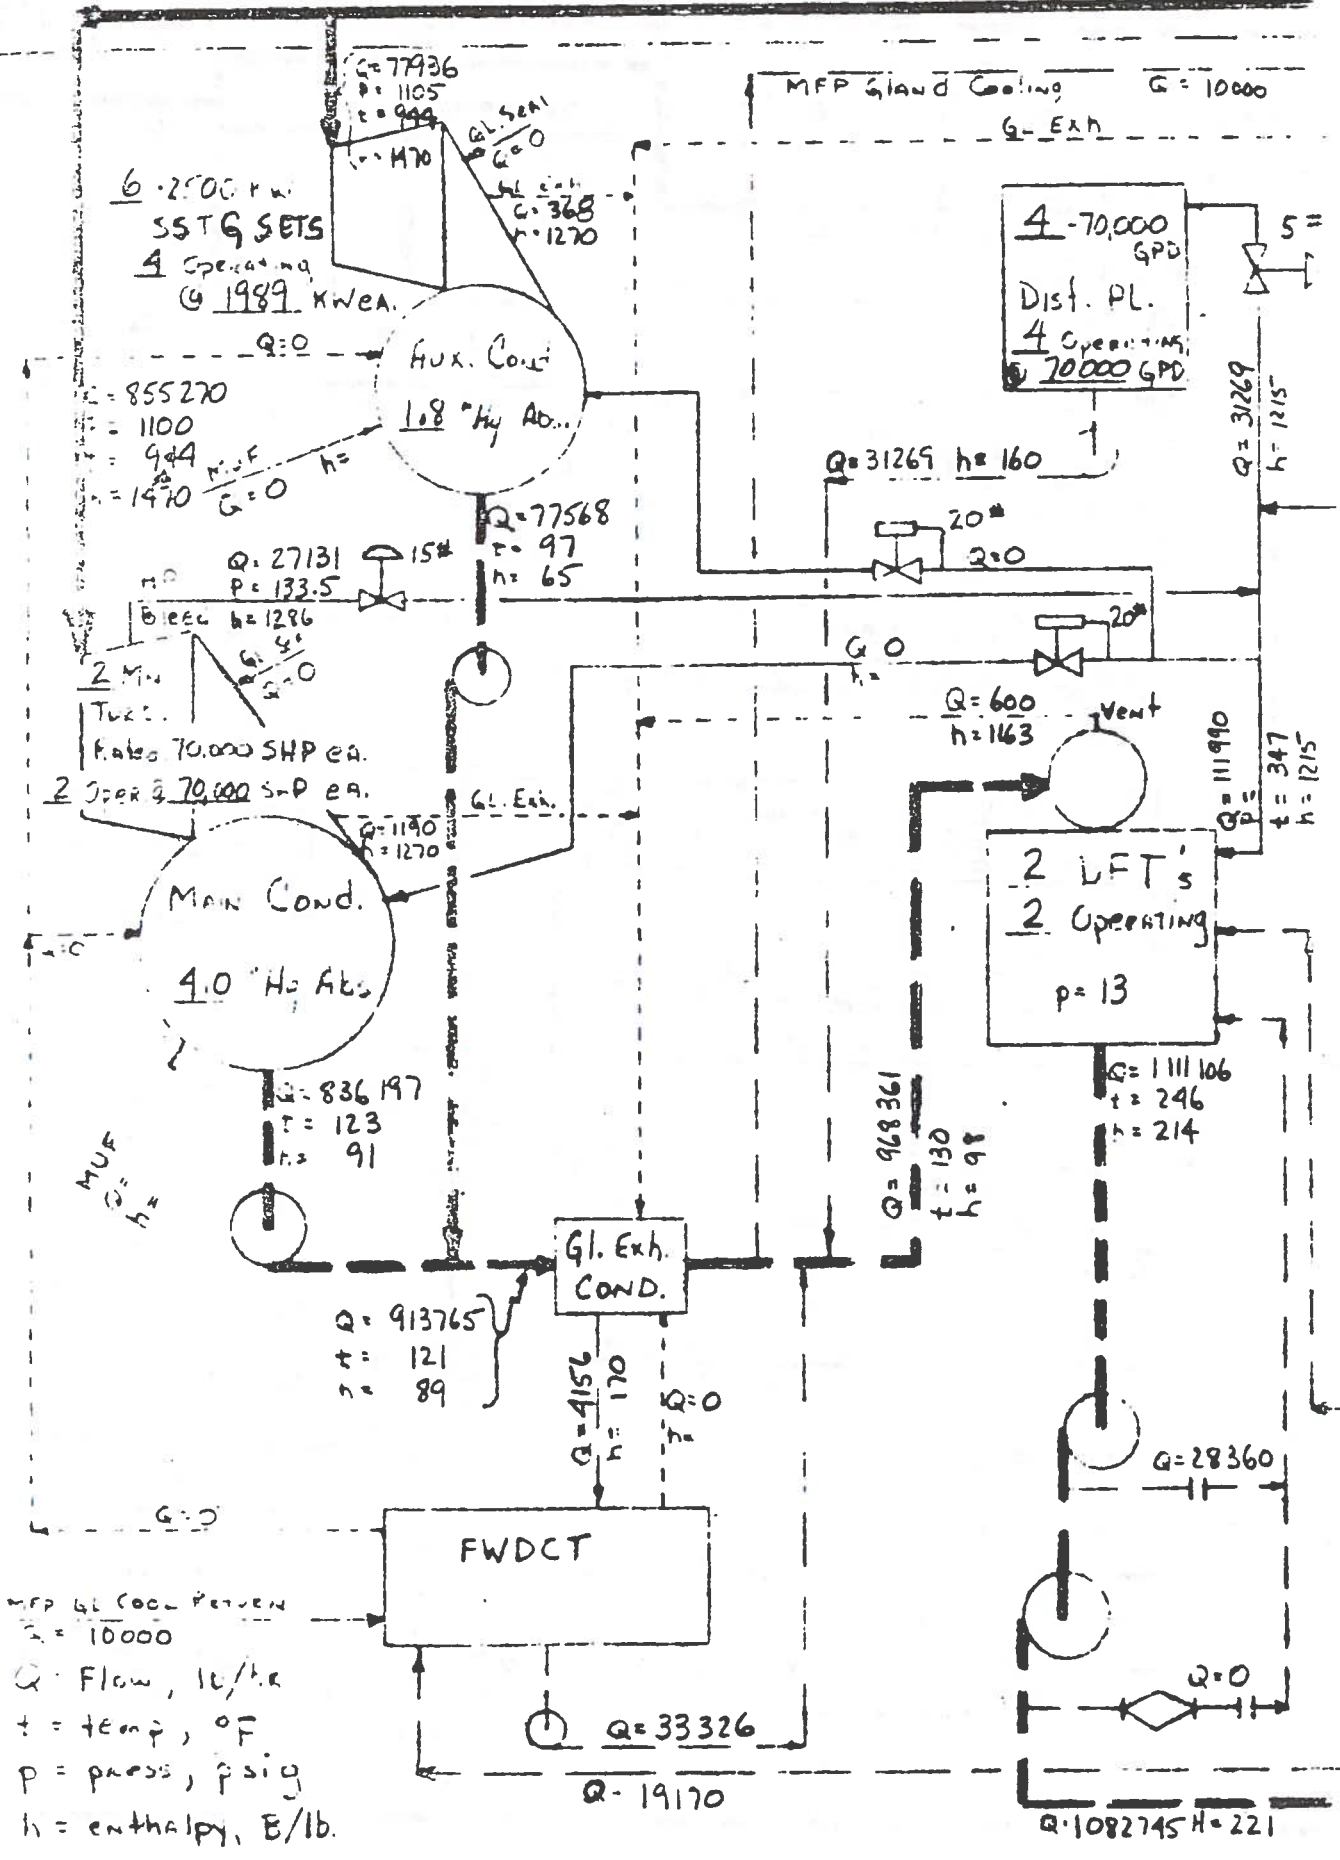 Q=77936
P= 1105
t= 944
h=1470
MFP Gland Cooling Q= 10000
GL Exh
GL. Seal
Q=0
Gl exh
Q= 368
h=1270
6 -2500 KW
SSTG SETS
4 Operating
@ 1989 KW EA.
4 -70,000
GPD
Dist. PL.
4 Operating
@ 70000 GPD
S =
Q=0
Aux. Cond
1.8 "Hg Ab...
= 855270
= 1100
= 944
h=1470
MUF
Q=0
h=
Q= 31269
h= 1215
Q=31269 h= 160
Q=77568
t= 97
h= 65
20#
Q=0
Q= 27131
P= 133.5
h=1286
15#
HP
Bleed
GL
Q=0
20#
Q 0
h=
2 MN
Turb.
Rated 70,000 SHP EA.
2 Oper @ 70,000 SHP EA.
Q=600
h=1163
Vent
Q= 111990
P=
t= 347
h= 1215
GL. Exh.
Q=1190
h=1270
Main Cond.
4.0 "Hg Abs
Q=0
2 DFT's
2 Operating
p= 13
Q= 836197
t= 123
h= 91
MUF
Q=
h=
Q= 968361
t= 130
h= 98
Q= 1111106
t= 246
h= 214
Gl. Exh.
COND.
Q= 913765
t= 121
h= 89
Q= 4156
h= 170
Q=0
h=
Q=28360
Q=0
FWDCT
MFP GL COOL RETURN
Q= 10000
Q= 33326
Q=0
Q- 19170
Q=1082745 H=221
Q Flow, lb/hr
t = temp, °F
p = press, psig
h = enthalpy, B/lb.